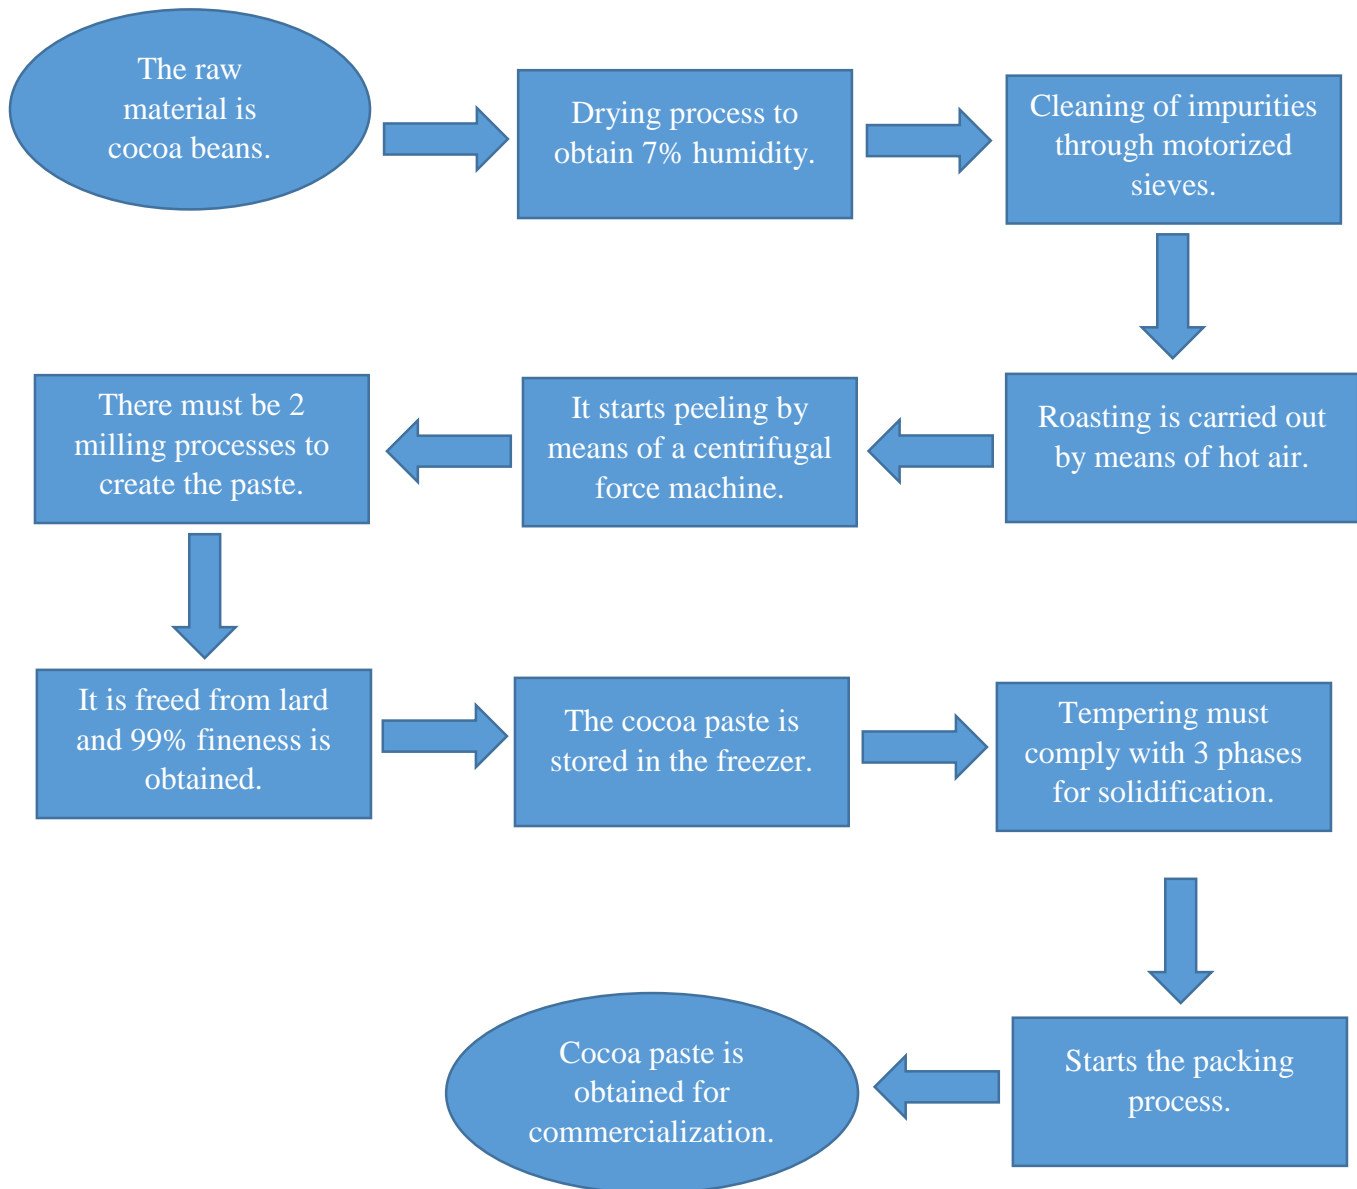 The raw
material is
cocoa beans.
Drying process to
obtain 7% humidity.
Cleaning of impurities
through motorized
sieves.
Roasting is carried out
by means of hot air.
It starts peeling by
means of a centrifugal
force machine.
There must be 2
milling processes to
create the paste.
It is freed from lard
and 99% fineness is
obtained.
The cocoa paste is
stored in the freezer.
Tempering must
comply with 3 phases
for solidification.
Starts the packing
process.
Cocoa paste is
obtained for
commercialization.